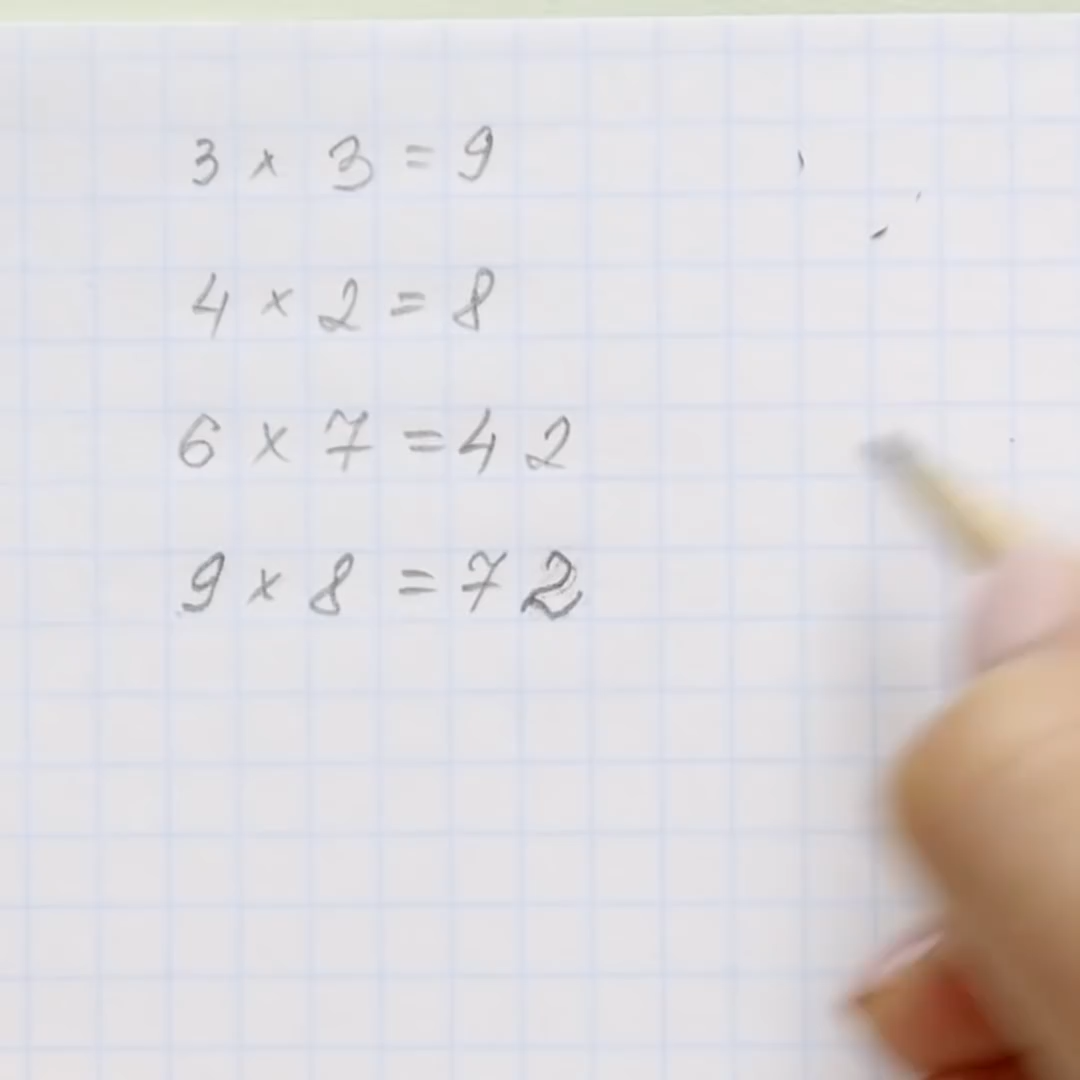 3 × 3 = 9
4 × 2 = 8
6 × 7 = 42
9 × 8 = 72